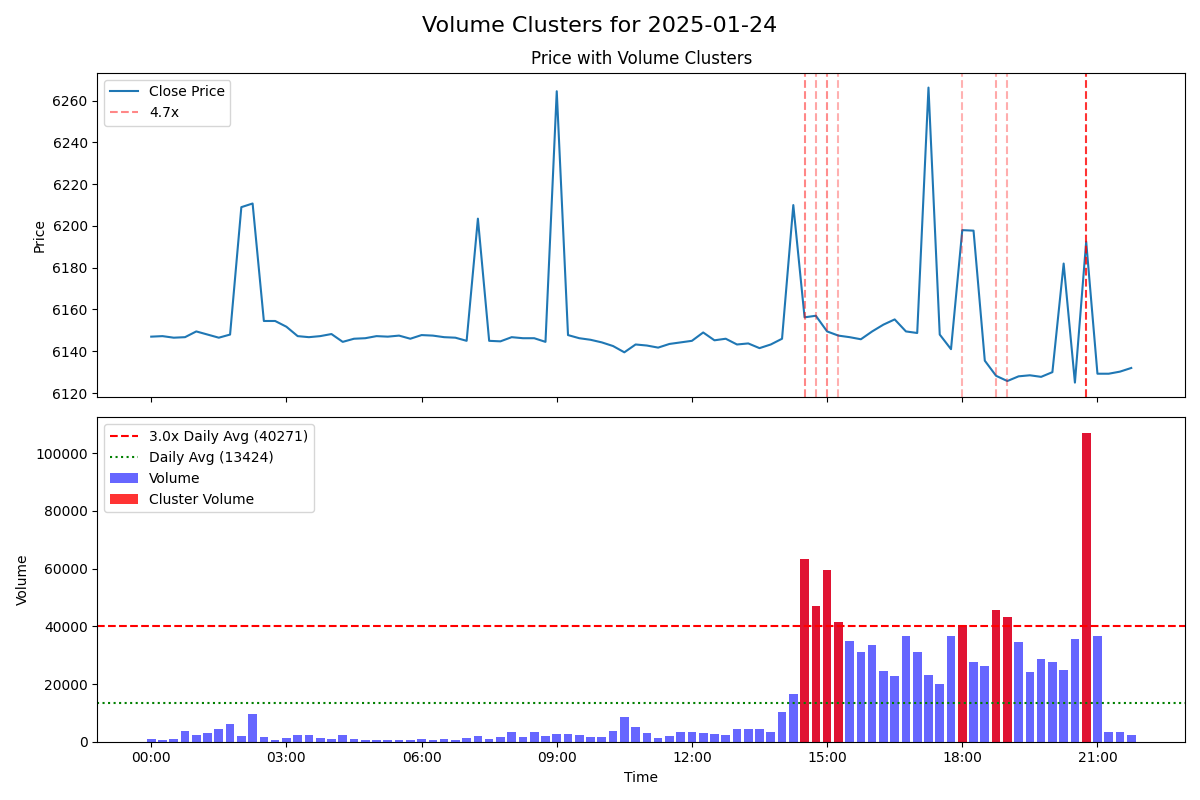 Volume Clusters for 2025-01-24
Price with Volume Clusters
Close Price
4.7x
6260
6240
6220
6200
6180
6160
6140
6120
Price
3.0x Daily Avg (40271)
Daily Avg (13424)
Volume
Cluster Volume
100000
80000
60000
40000
20000
0
Volume
00:00 03:00 06:00 09:00 12:00 15:00 18:00 21:00
Time